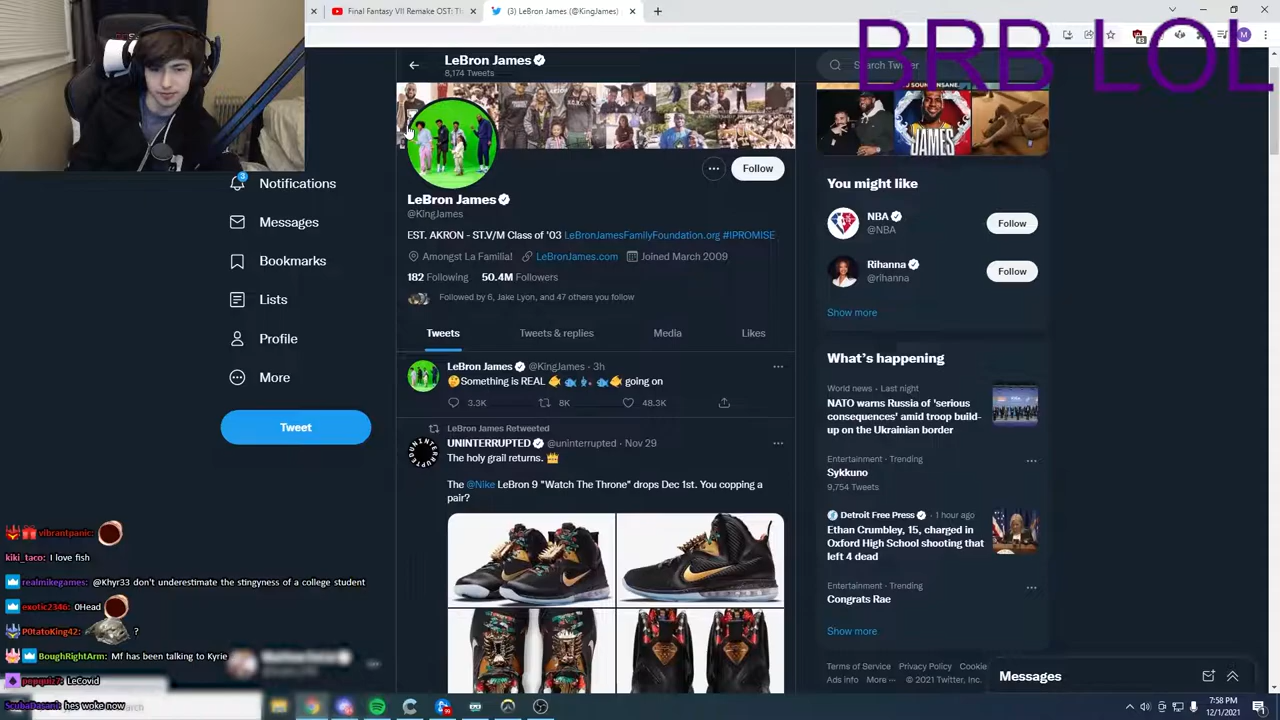 Final Fantasy VII Remake OST: Th
(3) LeBron James (@KingJames)
BRB LOL
LeBron James
8,174 Tweets
Search Twitter
JAMES
Follow
LeBron James
@KingJames
EST. AKRON - ST.V/M Class of '03 LeBronJamesFamilyFoundation.org #IPROMISE
Amongst La Familia! LeBronJames.com Joined March 2009
182 Following 50.4M Followers
Followed by 6, Jake Lyon, and 47 others you follow
Tweets Tweets & replies Media Likes
LeBron James @KingJames · 3h
🤔Something is REAL 🐠 🐟 🐟🐠 going on
3.3K 8K 48.3K
LeBron James Retweeted
UNINTERRUPTED @uninterrupted · Nov 29
The holy grail returns. 👑
The @Nike LeBron 9 "Watch The Throne" drops Dec 1st. You copping a
pair?
3
Notifications
Messages
Bookmarks
Lists
Profile
More
Tweet
You might like
NBA
@NBA
Follow
Rihanna
@rihanna
Follow
Show more
What's happening
World news · Last night
NATO warns Russia of 'serious
consequences' amid troop build-
up on the Ukrainian border
Entertainment · Trending
Sykkuno
9,754 Tweets
Detroit Free Press · 1 hour ago
Ethan Crumbley, 15, charged in
Oxford High School shooting that
left 4 dead
Entertainment · Trending
Congrats Rae
Show more
Terms of Service Privacy Policy Cookie
Ad info More ··· © 2021 Twitter, Inc.
Messages
vibrantpanic:
kiki_taco: I love fish
realmikegames: @Khyr33 don't underestimate the stingyness of a college student
exotic2346: 0Head
P0tatoKing42: ?
BoughRightArm: Mf has been talking to Kyrie
LeCovid
hes woke now
7:58 PM
12/1/2021